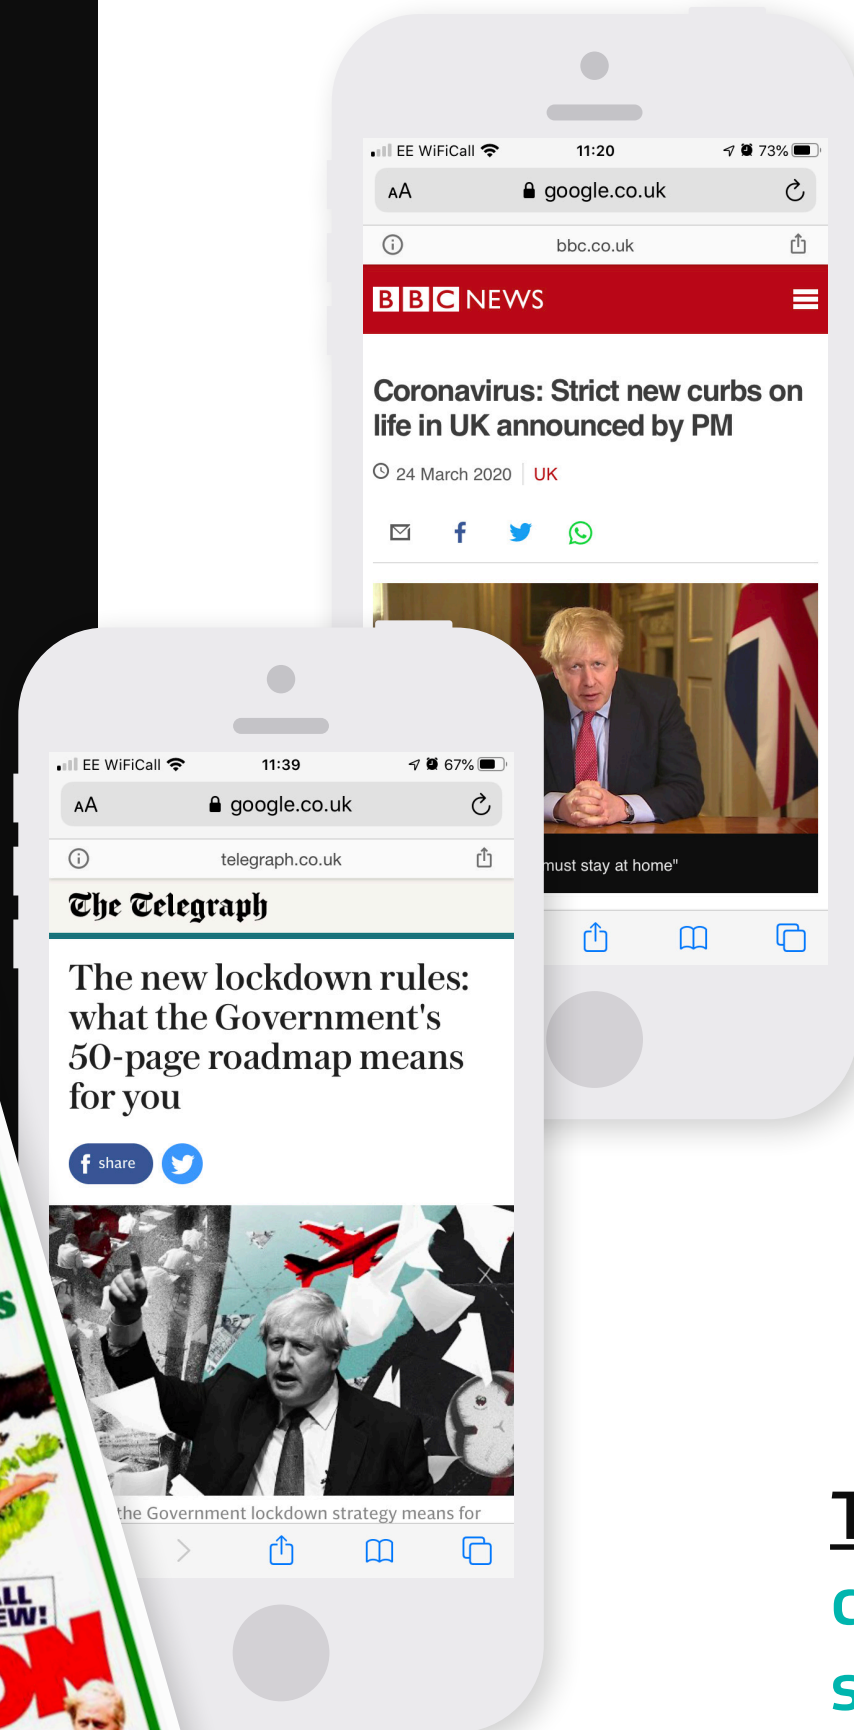 EE WiFiCall 11:20 73%
AA google.co.uk
bbc.co.uk
BBC NEWS
Coronavirus: Strict new curbs on
life in UK announced by PM
24 March 2020 UK
must stay at home"
EE WiFiCall 11:39 67%
AA google.co.uk
telegraph.co.uk
The Telegraph
The new lockdown rules:
what the Government's
50-page roadmap means
for you
f share
the Government lockdown strategy means for